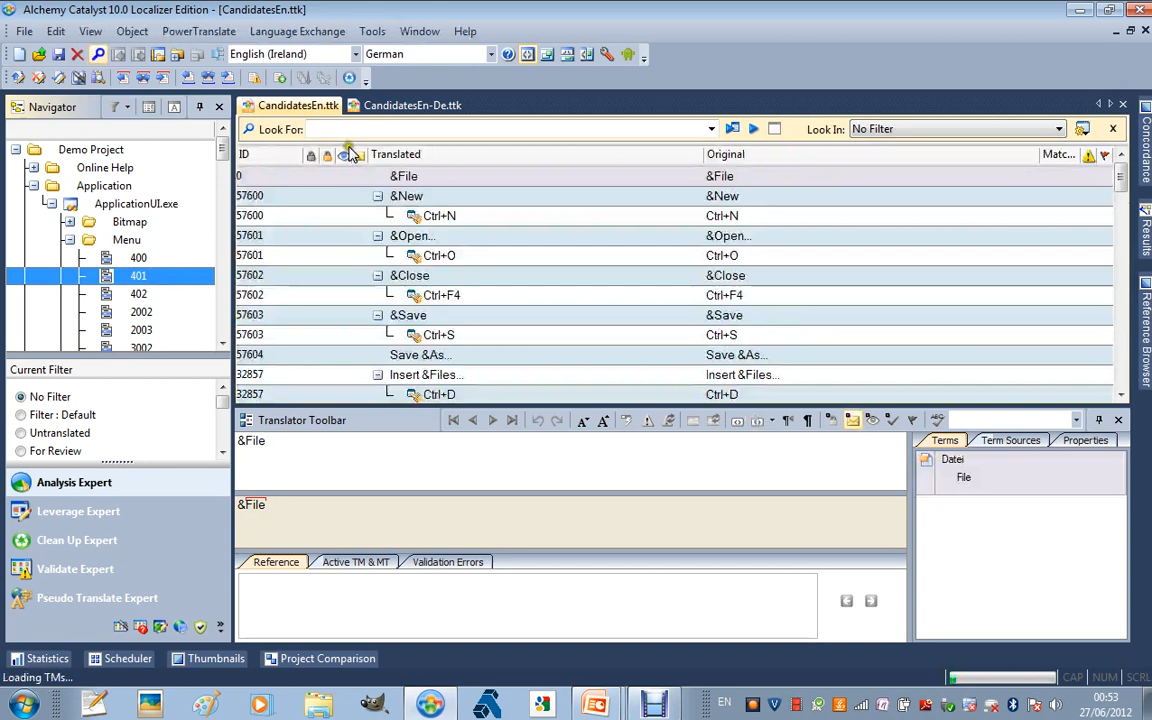 Alchemy Catalyst 10.0 Localizer Edition - [CandidatesEn.ttk]
File Edit View Object PowerTranslate Language Exchange Tools Window Help
English (Ireland) German
Navigator
CandidatesEn.ttk CandidatesEn-De.ttk
Look For: Look In: No Filter
ID Translated Original Matc...
Demo Project
Online Help
Application
ApplicationUI.exe
Bitmap
Menu
400
401
402
2002
2003
3002
0 &File &File
57600 &New &New
57600 Ctrl+N Ctrl+N
57601 &Open... &Open...
57601 Ctrl+O Ctrl+O
57602 &Close &Close
57602 Ctrl+F4 Ctrl+F4
57603 &Save &Save
57603 Ctrl+S Ctrl+S
57604 Save &As... Save &As...
32857 Insert &Files... Insert &Files...
32857 Ctrl+D Ctrl+D
Concordance
Results
Reference Browser
Current Filter
No Filter
Filter : Default
Untranslated
For Review
Analysis Expert
Leverage Expert
Clean Up Expert
Validate Expert
Pseudo Translate Expert
Translator Toolbar
&File
&File
Terms Term Sources Properties
Datei
File
Reference Active TM & MT Validation Errors
Statistics Scheduler Thumbnails Project Comparison
Loading TMs... CAP NUM SCRL
EN
00:53
27/06/2012